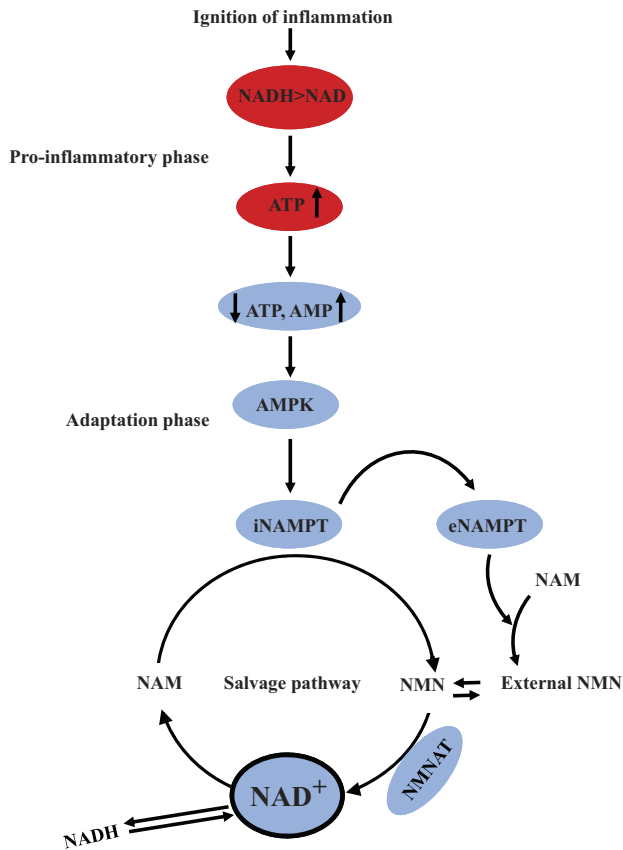 Ignition of inflammation
NADH>NAD
Pro-inflammatory phase
ATP
ATP, AMP
AMPK
Adaptation phase
iNAMPT
eNAMPT
NAM
NAM
Salvage pathway
NMN
External NMN
NMNAT
NAD+
NADH